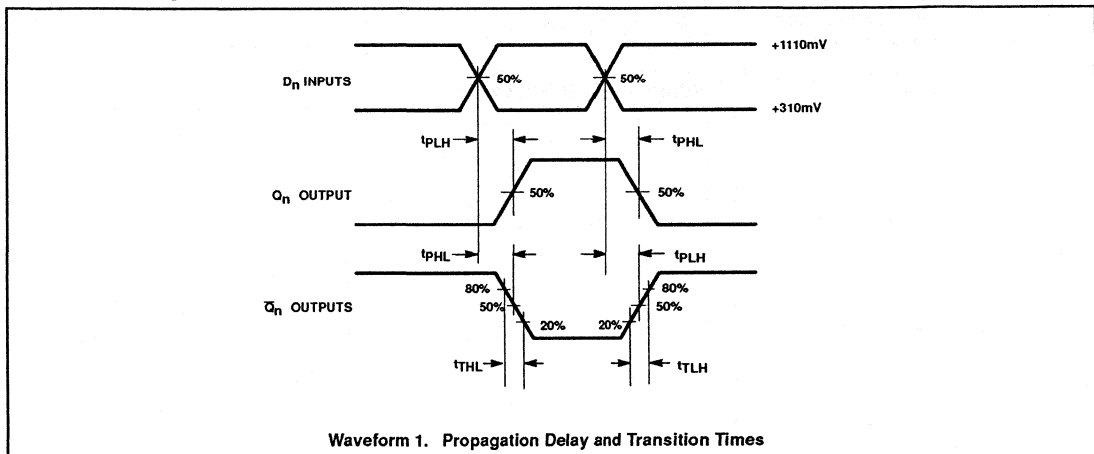 +1110mV
Dn INPUTS
50%
50%
+310mV
tPLH
tPHL
Qn OUTPUT
50%
50%
tPHL
tPLH
80%
80%
Q̅n OUTPUTS
50%
50%
20%
20%
tTHL
tTLH
Waveform 1. Propagation Delay and Transition Times